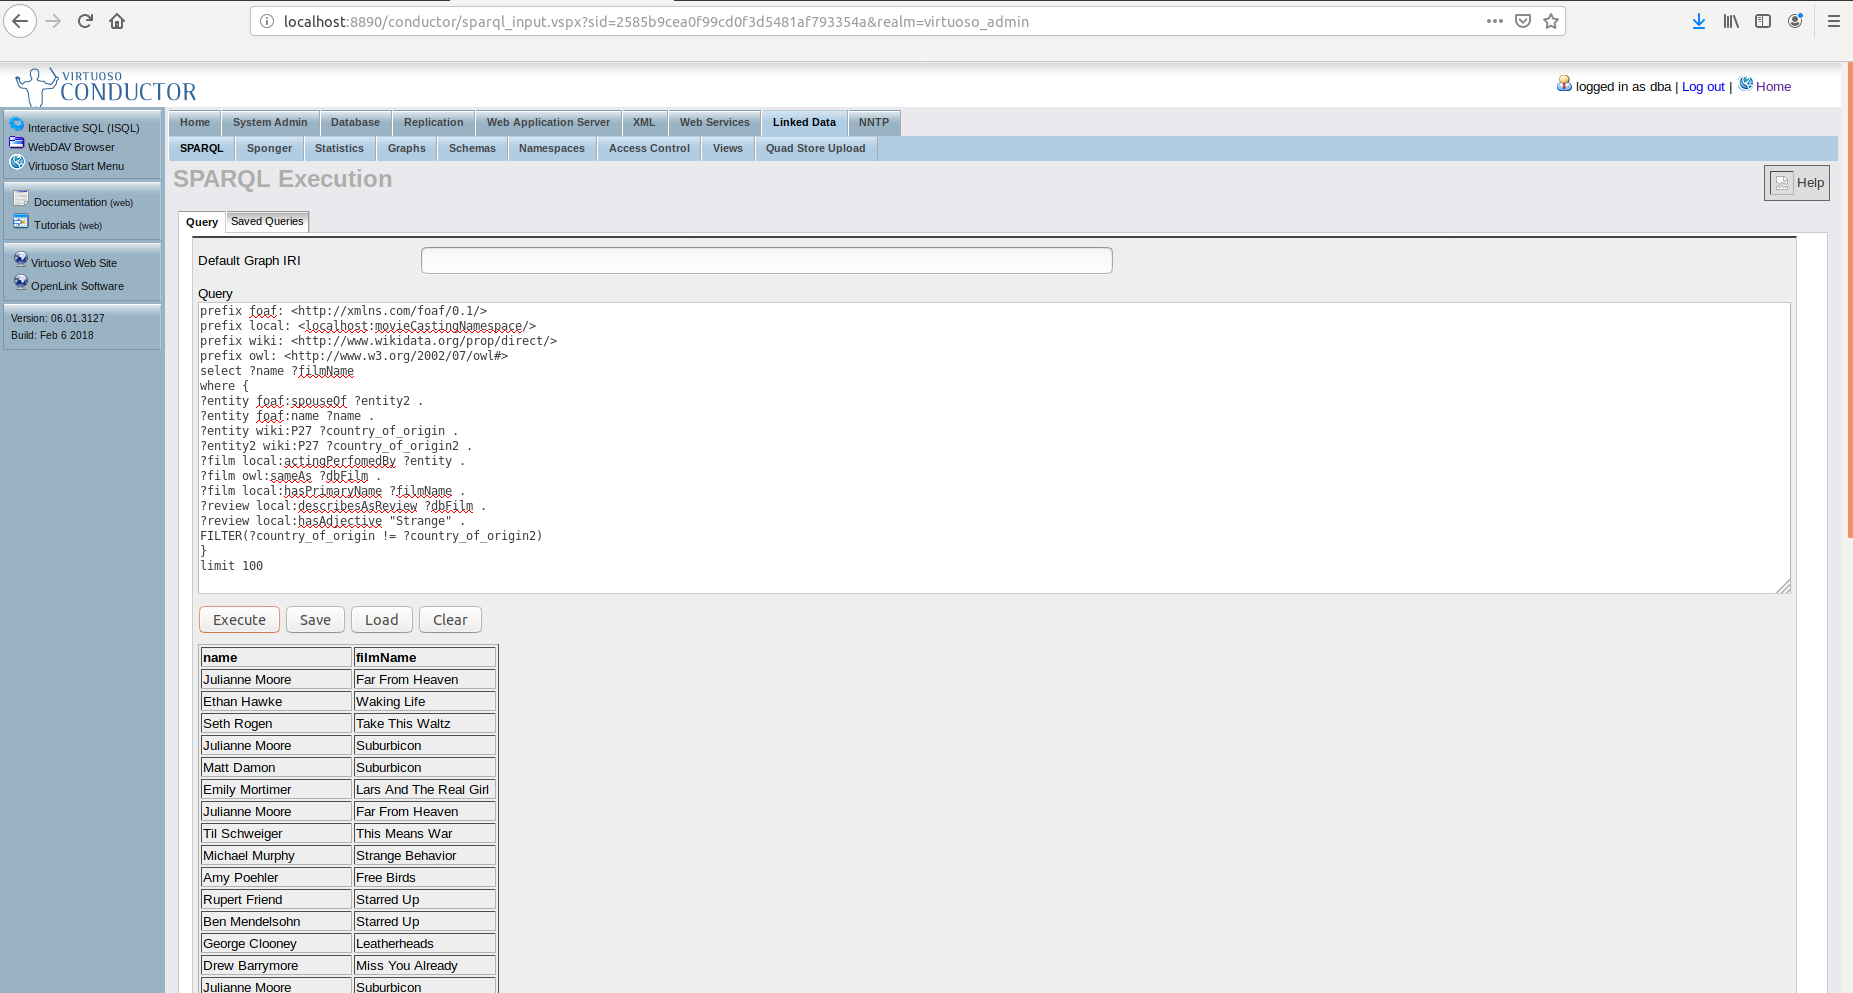 localhost:8890/conductor/sparql_input.vspx?sid=2585b9cea0f99cd0f3d5481af793354a&realm=virtuoso_admin
VIRTUOSO
CONDUCTOR
logged in as dba | Log out | Home
Interactive SQL (ISQL)
WebDAV Browser
Virtuoso Start Menu
Documentation (web)
Tutorials (web)
Virtuoso Web Site
OpenLink Software
Version: 06.01.3127
Build: Feb 6 2018
Home System Admin Database Replication Web Application Server XML Web Services Linked Data NNTP
SPARQL Sponger Statistics Graphs Schemas Namespaces Access Control Views Quad Store Upload
SPARQL Execution
Help
Query Saved Queries
Default Graph IRI
Query
prefix foaf: <http://xmlns.com/foaf/0.1/>
prefix local: <localhost:movieCastingNamespace/>
prefix wiki: <http://www.wikidata.org/prop/direct/>
prefix owl: <http://www.w3.org/2002/07/owl#>
select ?name ?filmName
where {
?entity foaf:spouseOf ?entity2 .
?entity foaf:name ?name .
?entity wiki:P27 ?country_of_origin .
?entity2 wiki:P27 ?country_of_origin2 .
?film local:actingPerfomedBy ?entity .
?film owl:sameAs ?dbFilm .
?film local:hasPrimaryName ?filmName .
?review local:describesAsReview ?dbFilm .
?review local:hasAdjective "Strange" .
FILTER(?country_of_origin != ?country_of_origin2)
}
limit 100
Execute Save Load Clear
name filmName
Julianne Moore Far From Heaven
Ethan Hawke Waking Life
Seth Rogen Take This Waltz
Julianne Moore Suburbicon
Matt Damon Suburbicon
Emily Mortimer Lars And The Real Girl
Julianne Moore Far From Heaven
Til Schweiger This Means War
Michael Murphy Strange Behavior
Amy Poehler Free Birds
Rupert Friend Starred Up
Ben Mendelsohn Starred Up
George Clooney Leatherheads
Drew Barrymore Miss You Already
Julianne Moore Suburbicon